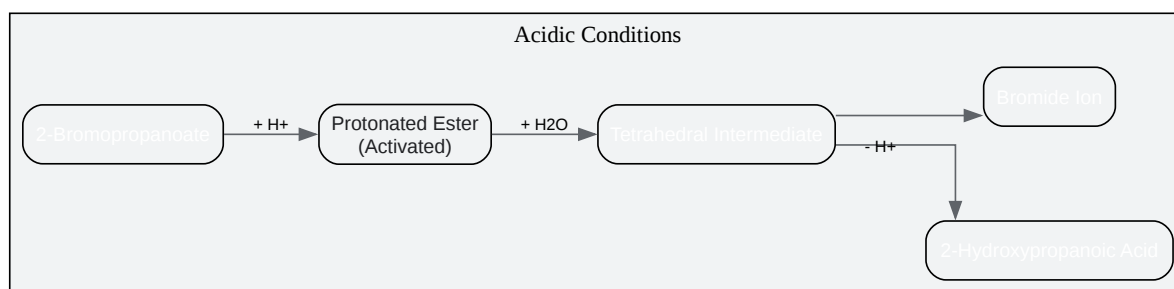 Acidic Conditions
Bromide Ion
2-Bromopropanoate
+ H+
Protonated Ester
(Activated)
+ H2O
Tetrahedral Intermediate
- H+
2-Hydroxypropanoic Acid